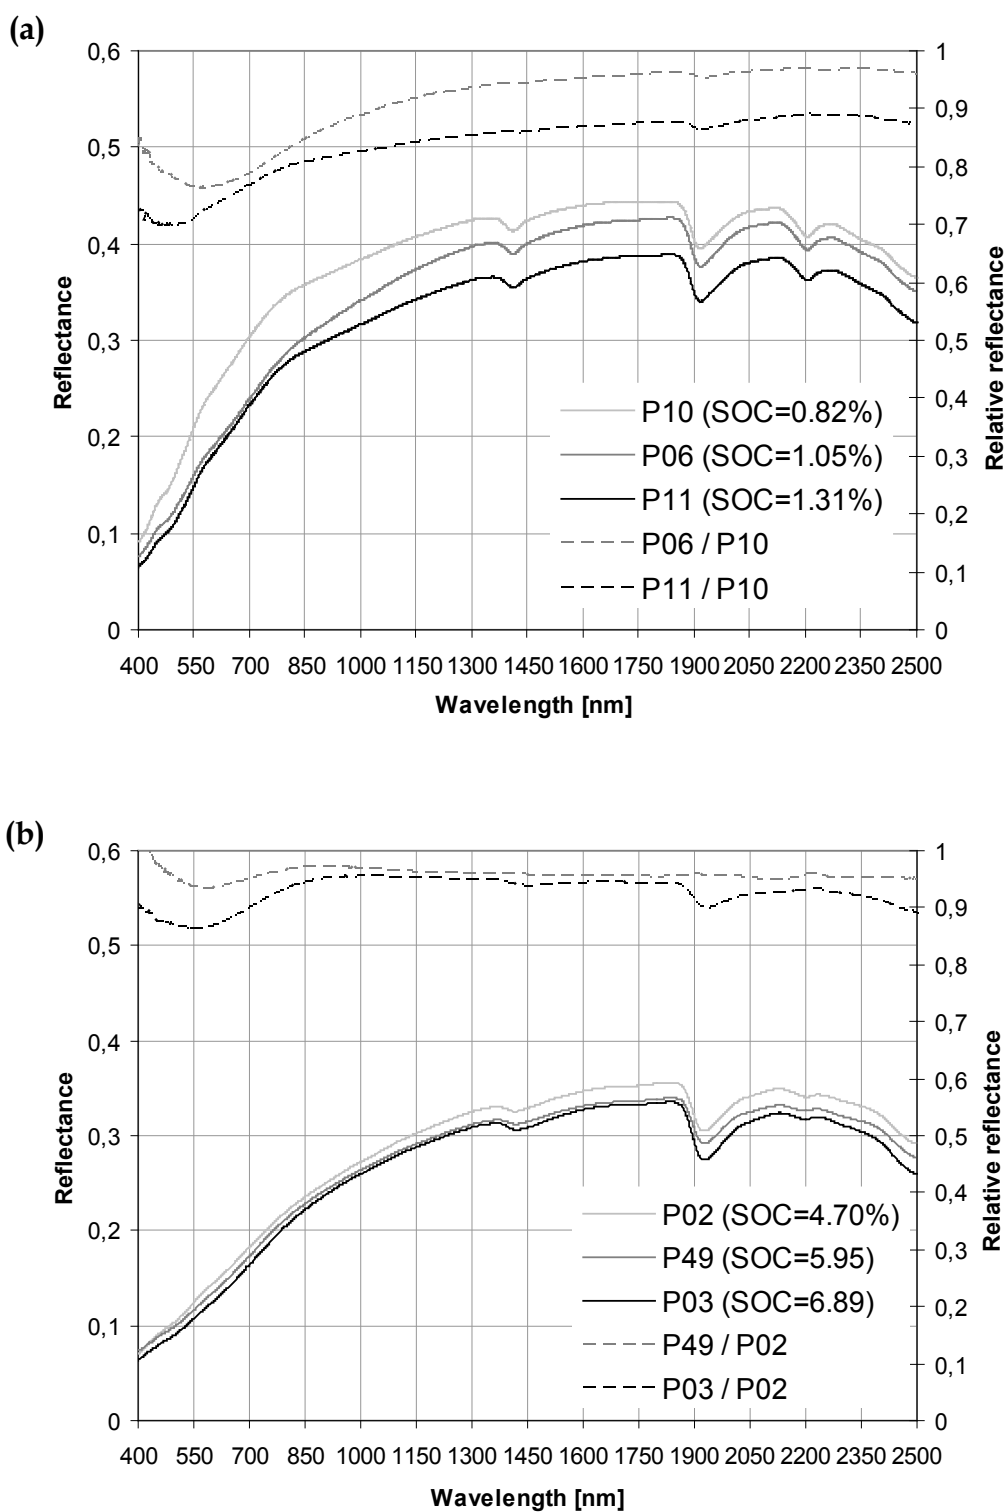 (a)
0,6
0,5
0,4
0,3
0,2
0,1
0
Reflectance
1
0,9
0,8
0,7
0,6
0,5
0,4
0,3
0,2
0,1
0
Relative reflectance
P10 (SOC=0.82%)
P06 (SOC=1.05%)
P11 (SOC=1.31%)
P06 / P10
P11 / P10
400 550 700 850 1000 1150 1300 1450 1600 1750 1900 2050 2200 2350 2500
Wavelength [nm]
(b)
0,6
0,5
0,4
0,3
0,2
0,1
0
Reflectance
1
0,9
0,8
0,7
0,6
0,5
0,4
0,3
0,2
0,1
0
Relative reflectance
P02 (SOC=4.70%)
P49 (SOC=5.95)
P03 (SOC=6.89)
P49 / P02
P03 / P02
400 550 700 850 1000 1150 1300 1450 1600 1750 1900 2050 2200 2350 2500
Wavelength [nm]